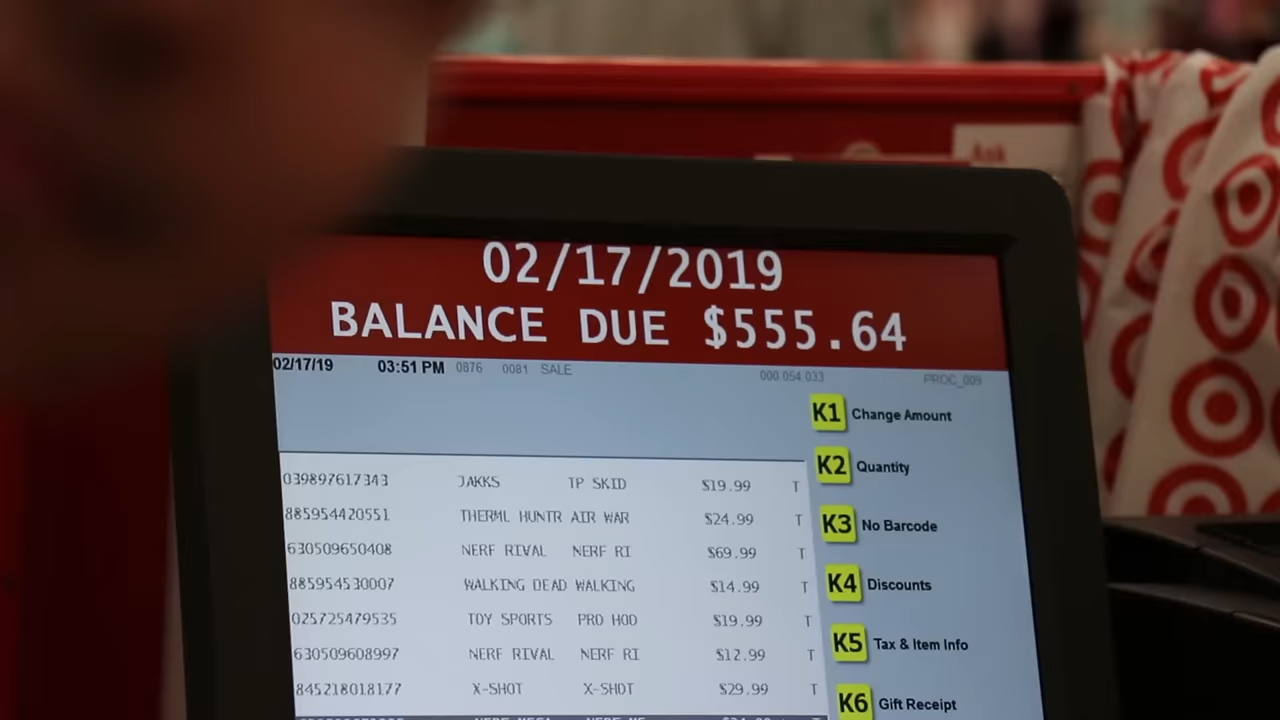 Ask
02/17/2019
BALANCE DUE $555.64
02/17/19 03:51 PM 0876 0081 SALE 000.054.033 PROC_009
K1 Change Amount
K2 Quantity
K3 No Barcode
K4 Discounts
K5 Tax & Item Info
K6 Gift Receipt
039897617343 JAKKS TP SKID $19.99 T
885954420551 THERML HUNTR AIR WAR $24.99 T
630509650408 NERF RIVAL NERF RI $69.99 T
885954530007 WALKING DEAD WALKING $14.99 T
025725479535 TOY SPORTS PRO HOD $19.99 T
630509608997 NERF RIVAL NERF RI $12.99 T
845218018177 X-SHOT X-SHOT $29.99 T